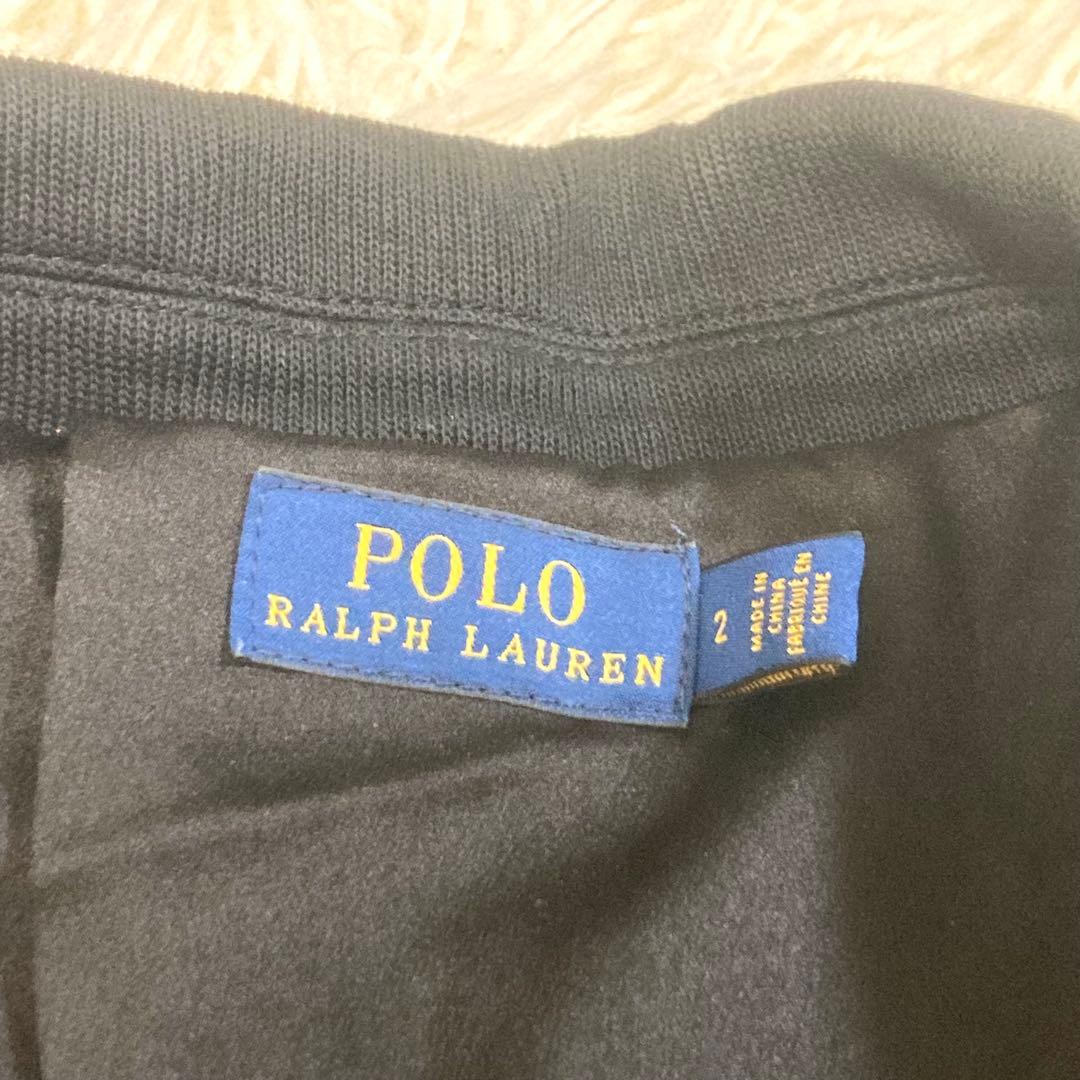 POLO
RALPH LAUREN
2
MADE IN
CHINA
FABRIQUÉ EN
CHINE